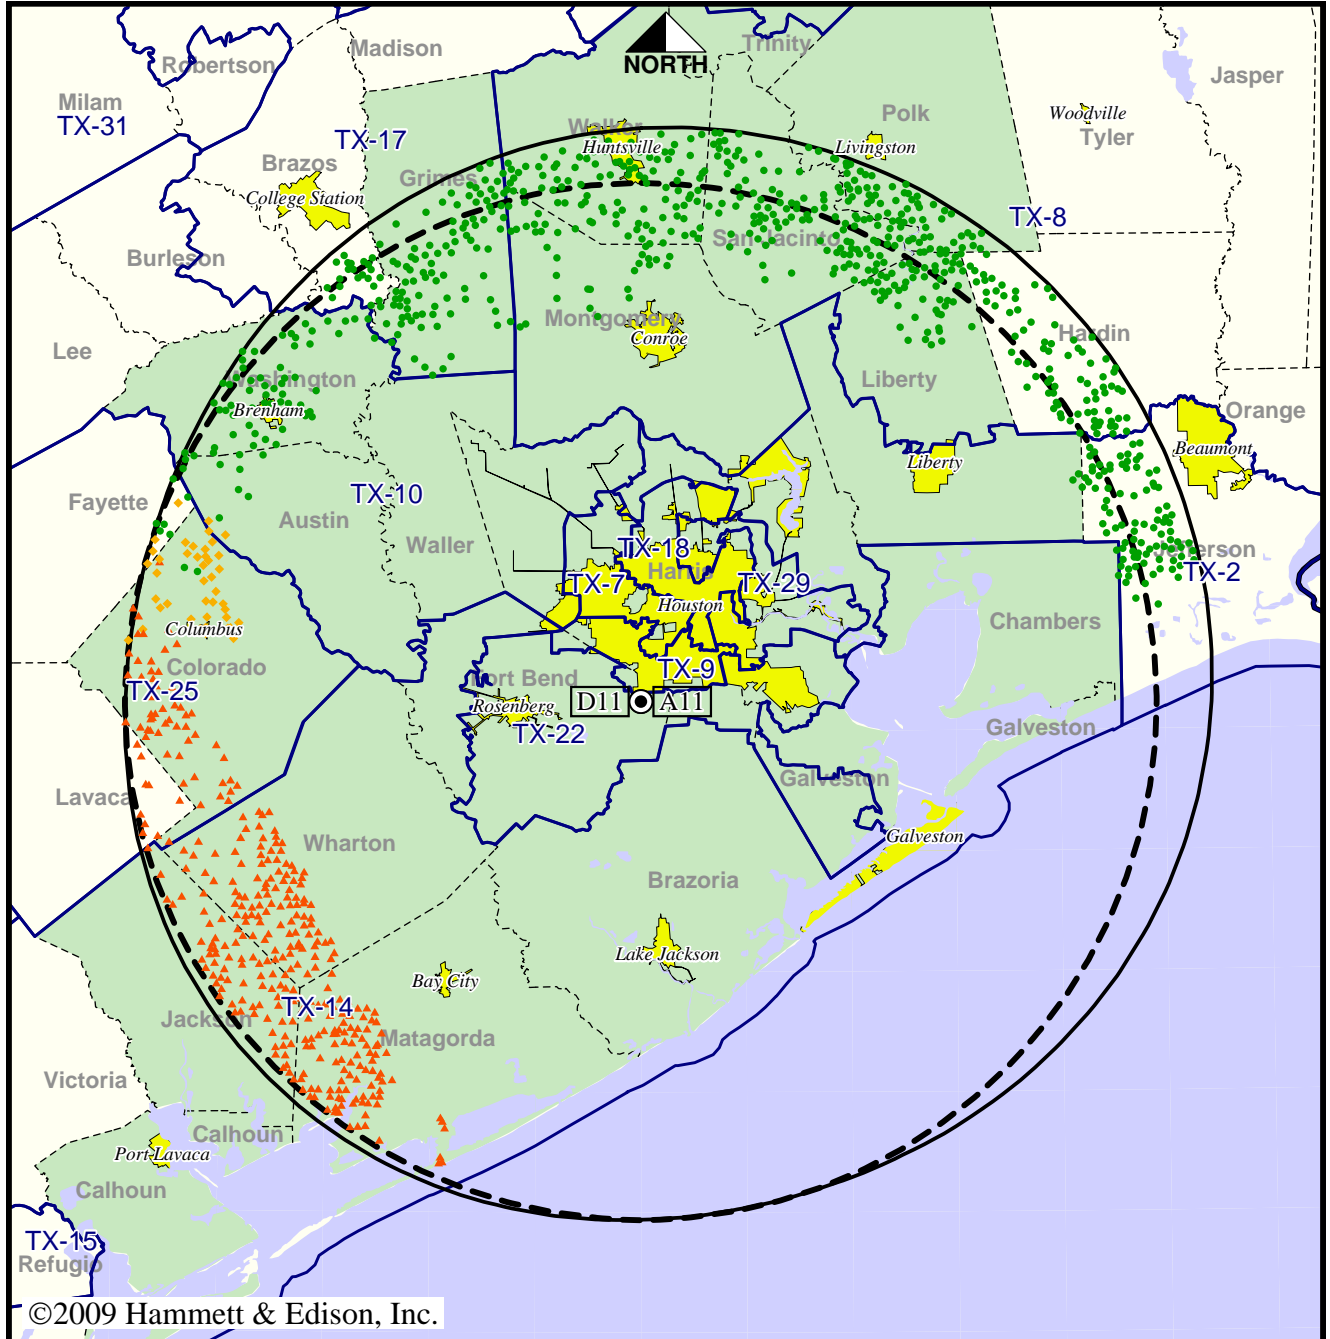 Madison
Trinity
Robertson
NORTH
Jasper
Milam
TX-31
Polk
Woodville
Walker
Tyler
TX-17
Huntsville
Livingston
Brazos
Grimes
College Station
TX-8
San Jacinto
Burleson
Montgomery
Hardin
Conroe
Lee
Washington
Liberty
Brenham
Orange
Beaumont
Liberty
TX-10
Fayette
Austin
Waller
TX-18
Jefferson
Harris
TX-2
TX-7
TX-29
Houston
Chambers
Columbus
Colorado
TX-9
Fort Bend
TX-25
D11
A11
Rosenberg
TX-22
Galveston
Galveston
Lavaca
Galveston
Wharton
Brazoria
Lake Jackson
Bay City
TX-14
Jackson
Matagorda
Victoria
Calhoun
Port Lavaca
Calhoun
TX-15
Refugio
©2009 Hammett & Edison, Inc.